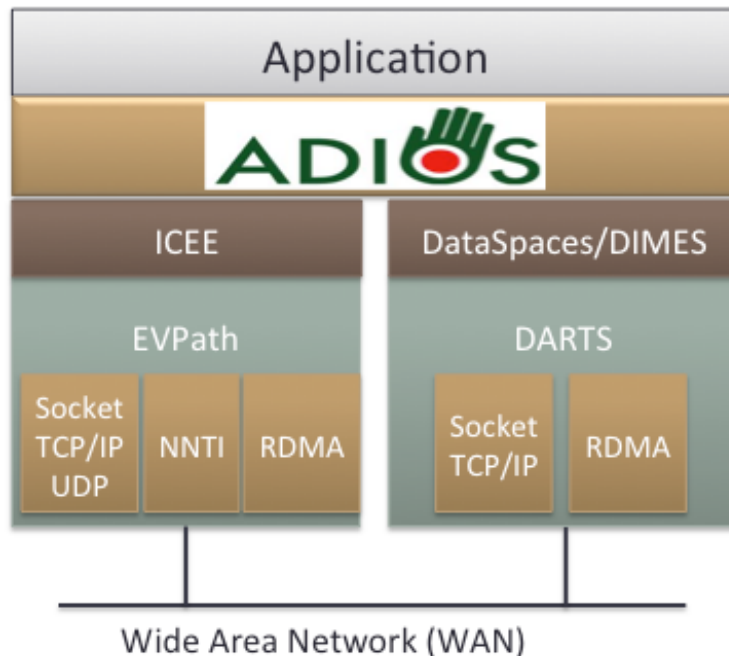 Application
ADIOS
ICEE
DataSpaces/DIMES
EVPath
DARTS
Socket
TCP/IP
UDP
NNTI
RDMA
Socket
TCP/IP
RDMA
Wide Area Network (WAN)